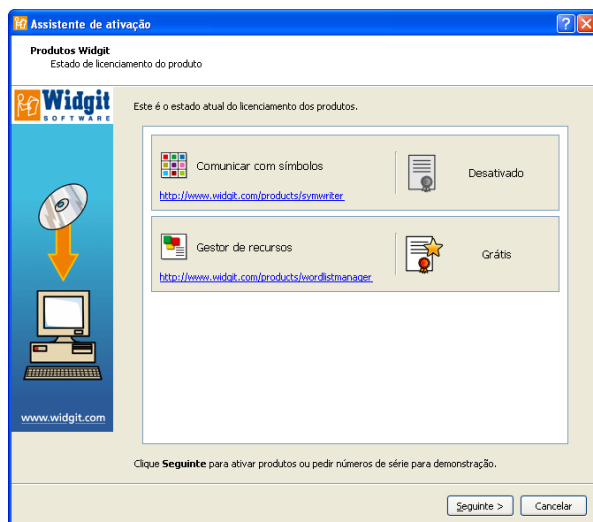 Assistente de ativação
Produtos Widgit
Estado de licenciamento do produto
Widgit
SOFTWARE
Este é o estado atual do licenciamento dos produtos.
Comunicar com símbolos
Desativado
http://www.widgit.com/products/symwriter
Gestor de recursos
Grátis
http://www.widgit.com/products/wordlistmanager
www.widgit.com
Clique Seguinte para ativar produtos ou pedir números de série para demonstração.
Seguinte >
Cancelar